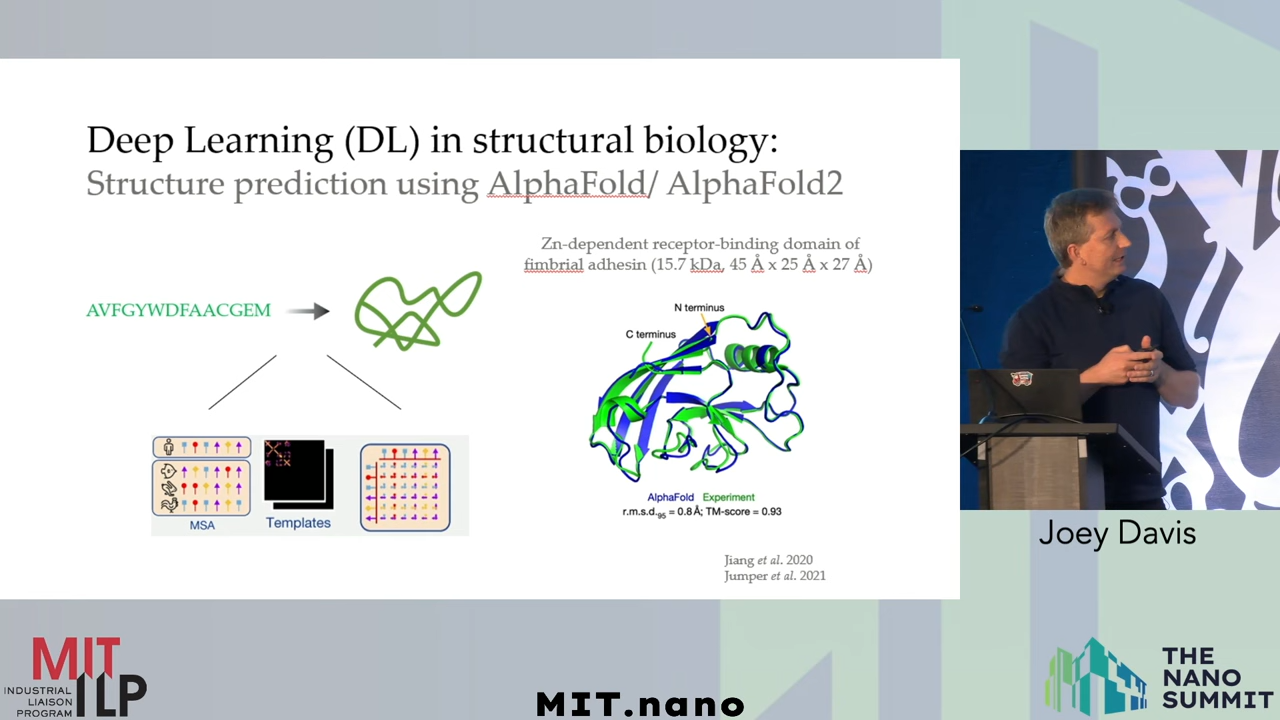 Deep Learning (DL) in structural biology:
Structure prediction using AlphaFold/ AlphaFold2
Zn-dependent receptor-binding domain of
fimbrial adhesin (15.7 kDa, 45 Å x 25 Å x 27 Å)
AVFGYWDFAACGEM
N terminus
C terminus
MSA
Templates
AlphaFold Experiment
r.m.s.d.95 = 0.8Å; TM-score = 0.93
Jiang et al. 2020
Jumper et al. 2021
Joey Davis
MIT
ILP
INDUSTRIAL
LIAISON
PROGRAM
MIT.nano
THE
NANO
SUMMIT